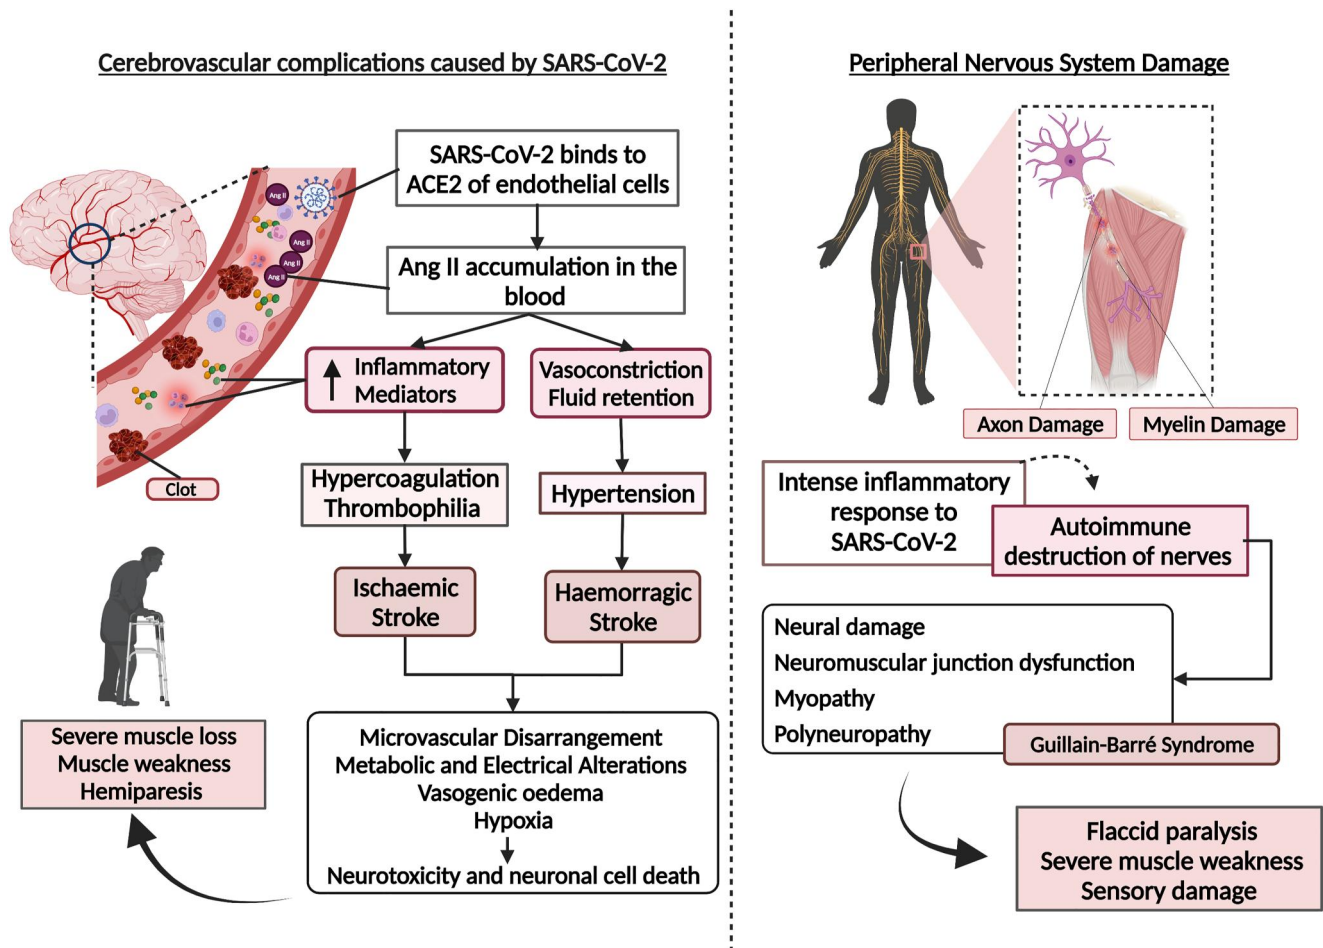 Cerebrovascular complications caused by SARS-CoV-2
SARS-CoV-2 binds to
ACE2 of endothelial cells
Ang II
Ang II
Ang II
Ang II
Ang II accumulation in the
blood
Inflammatory
Mediators
Vasoconstriction
Fluid retention
Clot
Hypercoagulation
Thrombophilia
Hypertension
Ischaemic
Stroke
Haemorragic
Stroke
Microvascular Disarrangement
Metabolic and Electrical Alterations
Vasogenic oedema
Hypoxia
Neurotoxicity and neuronal cell death
Severe muscle loss
Muscle weakness
Hemiparesis
Peripheral Nervous System Damage
Axon Damage
Myelin Damage
Intense inflammatory
response to
SARS-CoV-2
Autoimmune
destruction of nerves
Neural damage
Neuromuscular junction dysfunction
Myopathy
Polyneuropathy
Guillain-Barré Syndrome
Flaccid paralysis
Severe muscle weakness
Sensory damage